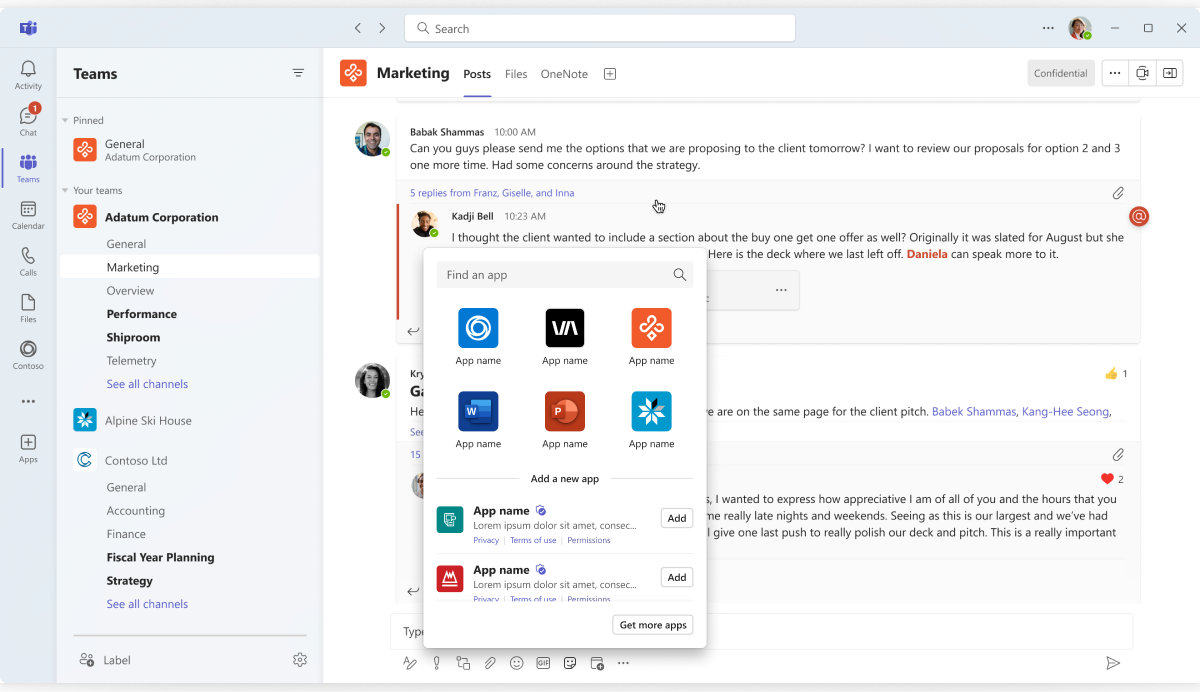 Search
Activity
1
Chat
Teams
Calendar
Calls
Files
Contoso
Apps
Teams
Pinned
General
Adatum Corporation
Your teams
Adatum Corporation
General
Marketing
Overview
Performance
Shiproom
Telemetry
See all channels
Alpine Ski House
Contoso Ltd
General
Accounting
Finance
Fiscal Year Planning
Strategy
See all channels
Label
Marketing Posts Files OneNote
Confidential
Babak Shammas 10:00 AM
Can you guys please send me the options that we are proposing to the client tomorrow? I want to review our proposals for option 2 and 3
one more time. Had some concerns around the strategy.
5 replies from Franz, Giselle, and Inna
Kadji Bell 10:23 AM
@
I thought the client wanted to include a section about the buy one get one offer as well? Originally it was slated for August but she
Here is the deck where we last left off. Daniela can speak more to it.
Kry
1
Ga
He
e are on the same page for the client pitch. Babek Shammas, Kang-Hee Seong,
See
15
2
s, I wanted to express how appreciative I am of all of you and the hours that you
me really late nights and weekends. Seeing as this is our largest and we've had
I give one last push to really polish our deck and pitch. This is a really important
Type
GIF
Find an app
VA
App name
App name
App name
W
P
App name
App name
App name
Add a new app
App name
Lorem ipsum dolor sit amet, consec...
Privacy | Terms of use | Permissions
Add
App name
Lorem ipsum dolor sit amet, consec...
Privacy | Terms of use | Permissions
Add
Get more apps